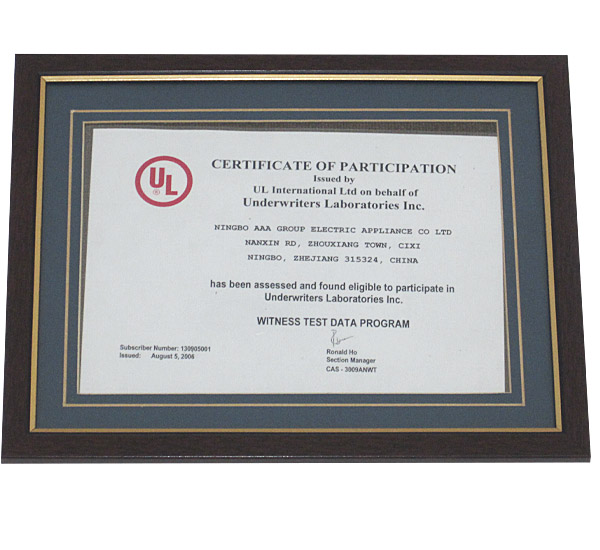 UL
®
CERTIFICATE OF PARTICIPATION
Issued by
UL International Ltd on behalf of
Underwriters Laboratories Inc.
NINGBO AAA GROUP ELECTRIC APPLIANCE CO LTD
NANXIN RD, ZHOUXIANG TOWN, CIXI
NINGBO, ZHEJIANG 315324, CHINA
has been assessed and found eligible to participate in
Underwriters Laboratories Inc.
WITNESS TEST DATA PROGRAM
Subscriber Number: 130905001
Issued: August 5, 2006
Ronald Ho
Section Manager
CAS - 3009ANWT